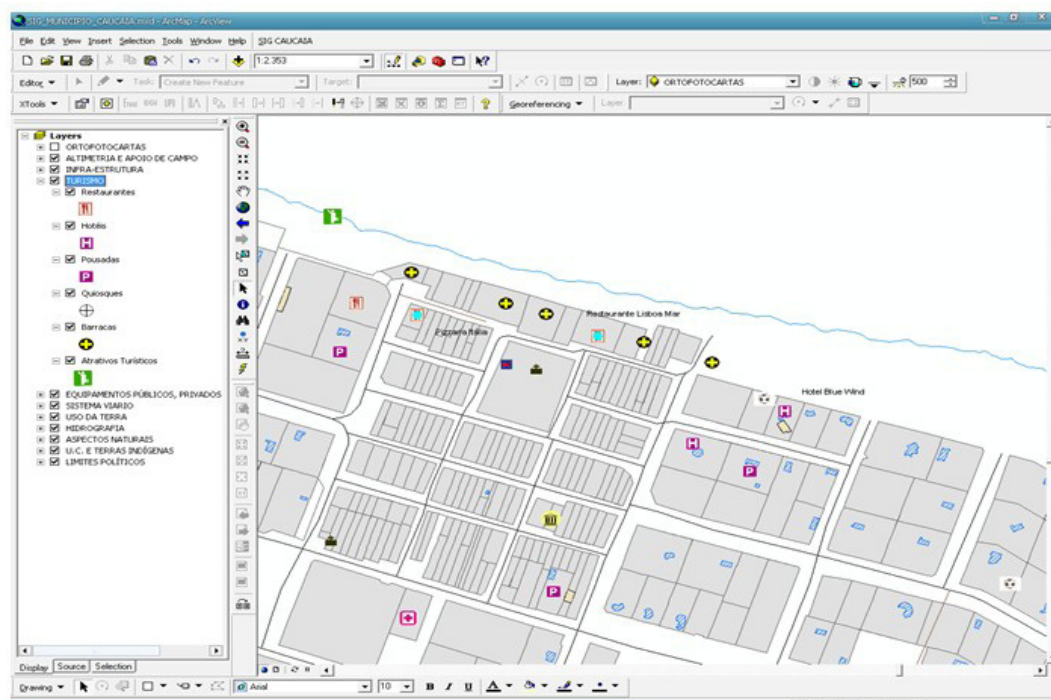 SIG_MUNICIPIO_CAUCAIA.mxd - ArcMap - ArcView
File Edit View Insert Selection Tools Window Help SIG CAUCAIA
1:2.353
Editor Task: Create New Feature Target: Layer: ORTOFOTOCARTAS 500
XTools Georeferencing Layer:
Layers
ORTOFOTOCARTAS
ALTIMETRIA E APOIO DE CAMPO
INFRA-ESTRUTURA
TURISMO
Restaurantes
Hotéis
H
Pousadas
P
Quiosques
Barracas
Atrativos Turísticos
EQUIPAMENTOS PÚBLICOS, PRIVADOS
SISTEMA VIARIO
USO DA TERRA
HIDROGRAFIA
ASPECTOS NATURAIS
U.C. E TERRAS INDÍGENAS
LIMITES POLÍTICOS
Restaurante Lisboa Mar
Pizzaria Italia
P
Hotel Blue Wind
H
H
P
P
Display Source Selection
Drawing Arial 10 B I U A